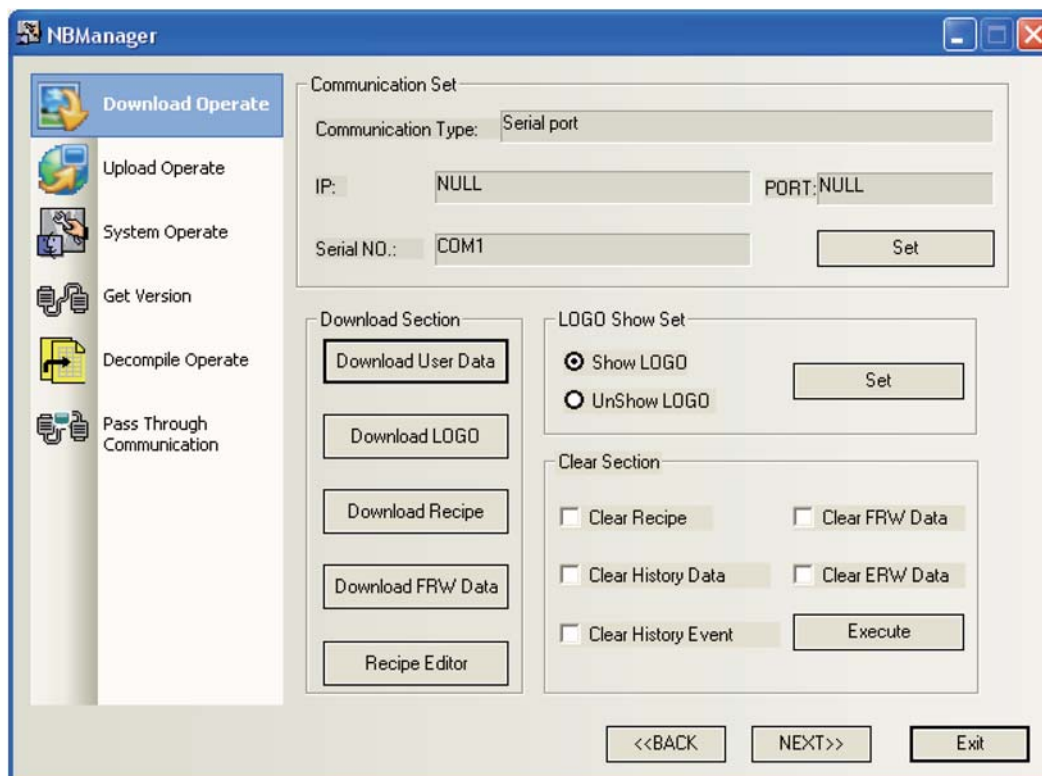 NBManager
Download Operate
Upload Operate
System Operate
Get Version
Decompile Operate
Pass Through
Communication
Communication Set
Communication Type:
Serial port
IP:
NULL
PORT:
NULL
Serial NO.:
COM1
Set
Download Section
Download User Data
Download LOGO
Download Recipe
Download FRW Data
Recipe Editor
LOGO Show Set
Show LOGO
UnShow LOGO
Set
Clear Section
Clear Recipe
Clear FRW Data
Clear History Data
Clear ERW Data
Clear History Event
Execute
<<BACK
NEXT>>
Exit